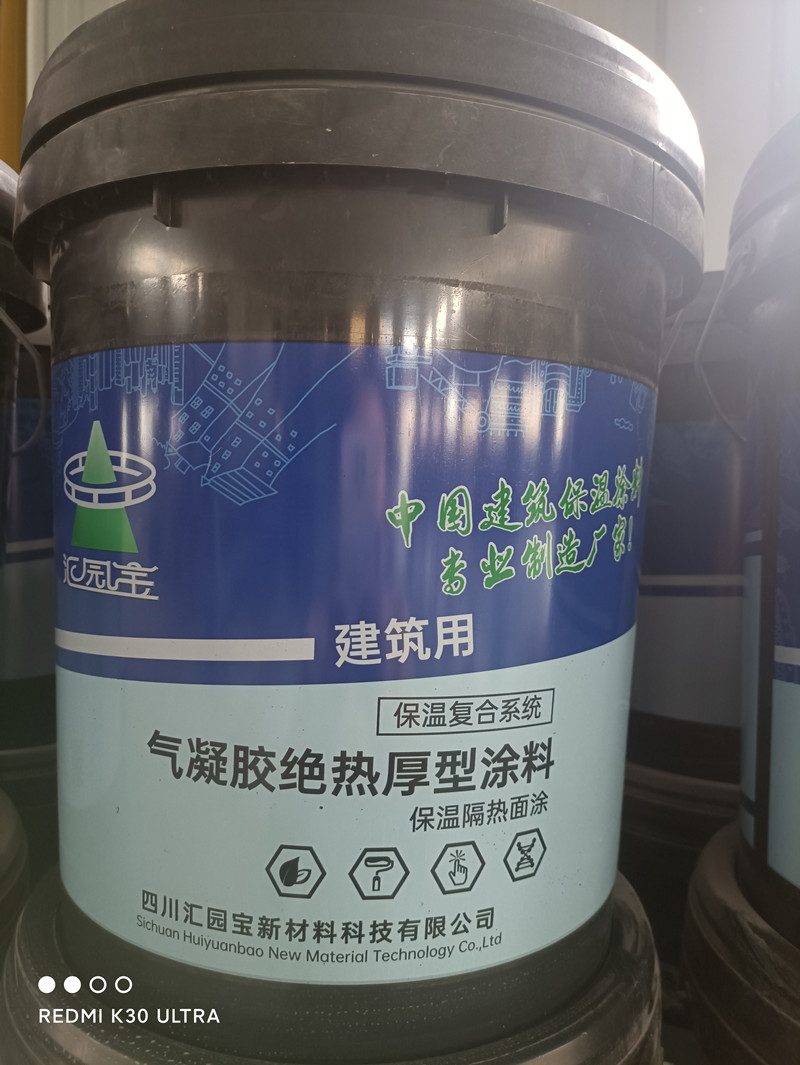 中国建筑保温涂料
专业制造厂家!
汇园宝
建筑用
保温复合系统
气凝胶绝热厚型涂料
保温隔热面涂
四川汇园宝新材料科技有限公司
Sichuan Huiyuanbao New Material Technology Co.,Ltd
REDMI K30 ULTRA